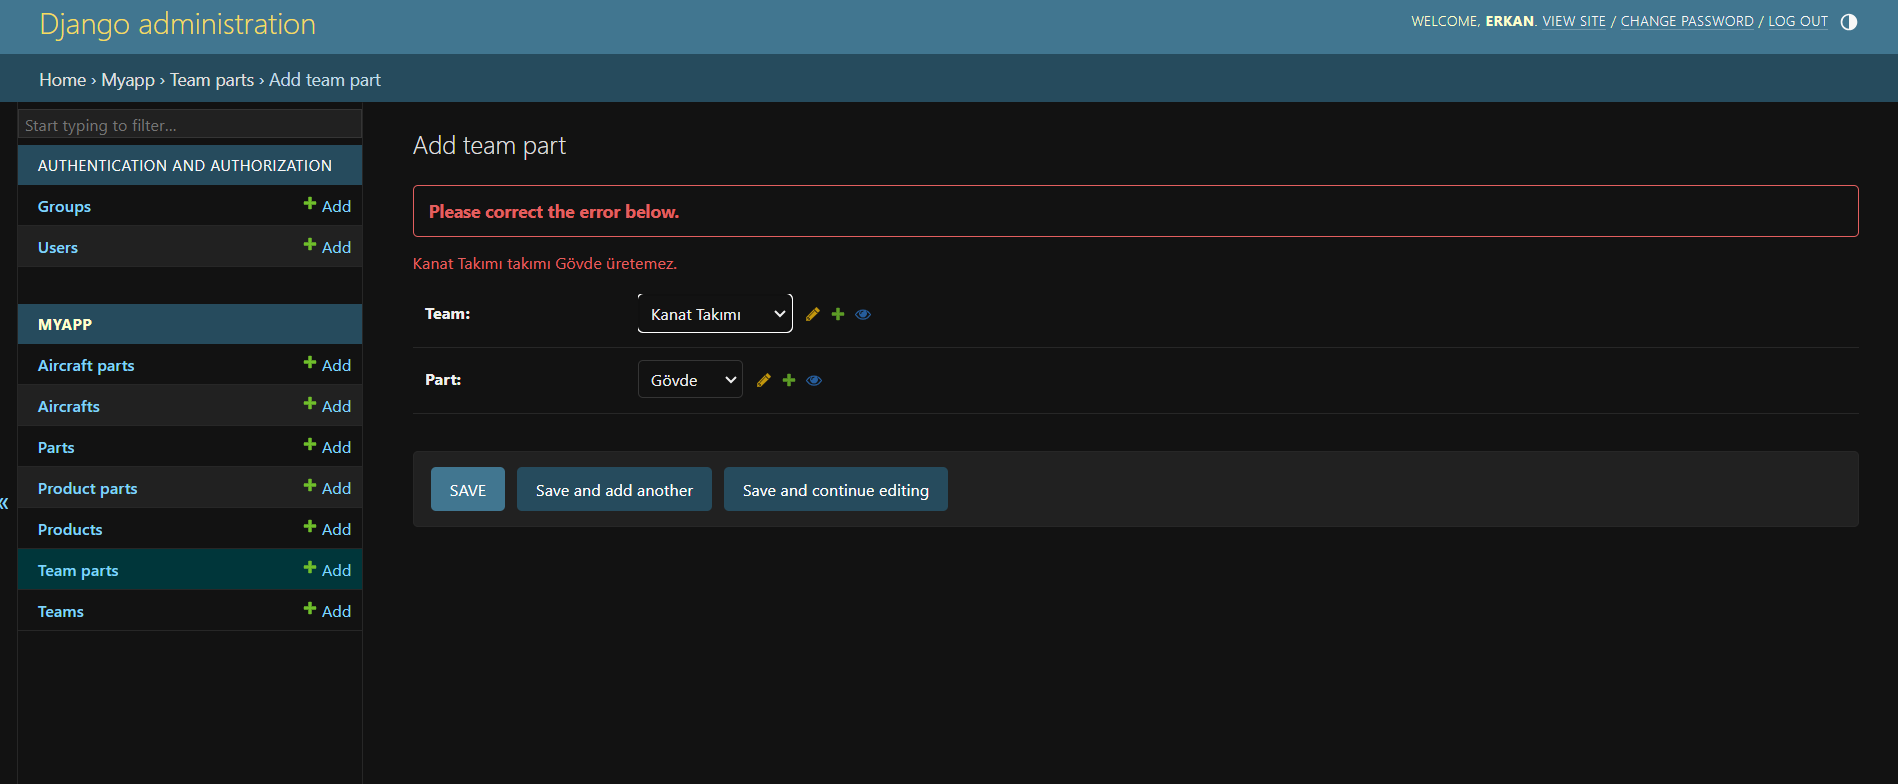 Django administration
WELCOME, ERKAN. VIEW SITE / CHANGE PASSWORD / LOG OUT
Home › Myapp › Team parts › Add team part
Start typing to filter...
AUTHENTICATION AND AUTHORIZATION
Groups Add
Users Add
MYAPP
Aircraft parts Add
Aircrafts Add
Parts Add
Product parts Add
Products Add
Team parts Add
Teams Add
«
Add team part
Please correct the error below.
Kanat Takımı takımı Gövde üretemez.
Team: Kanat Takımı
Part: Gövde
SAVE Save and add another Save and continue editing